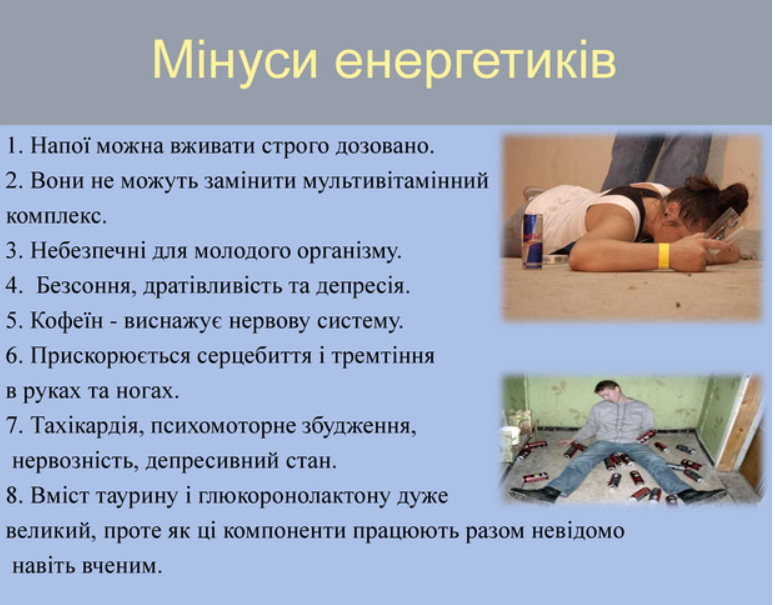 Мінуси енергетиків
1. Напої можна вживати строго дозовано.
2. Вони не можуть замінити мультивітамінний
комплекс.
3. Небезпечні для молодого організму.
4. Безсоння, дратівливість та депресія.
5. Кофеїн - виснажує нервову систему.
6. Прискорюється серцебиття і тремтіння
в руках та ногах.
7. Тахікардія, психомоторне збудження,
нервозність, депресивний стан.
8. Вміст таурину і глюкоронолактону дуже
великий, проте як ці компоненти працюють разом невідомо
навіть вченим.